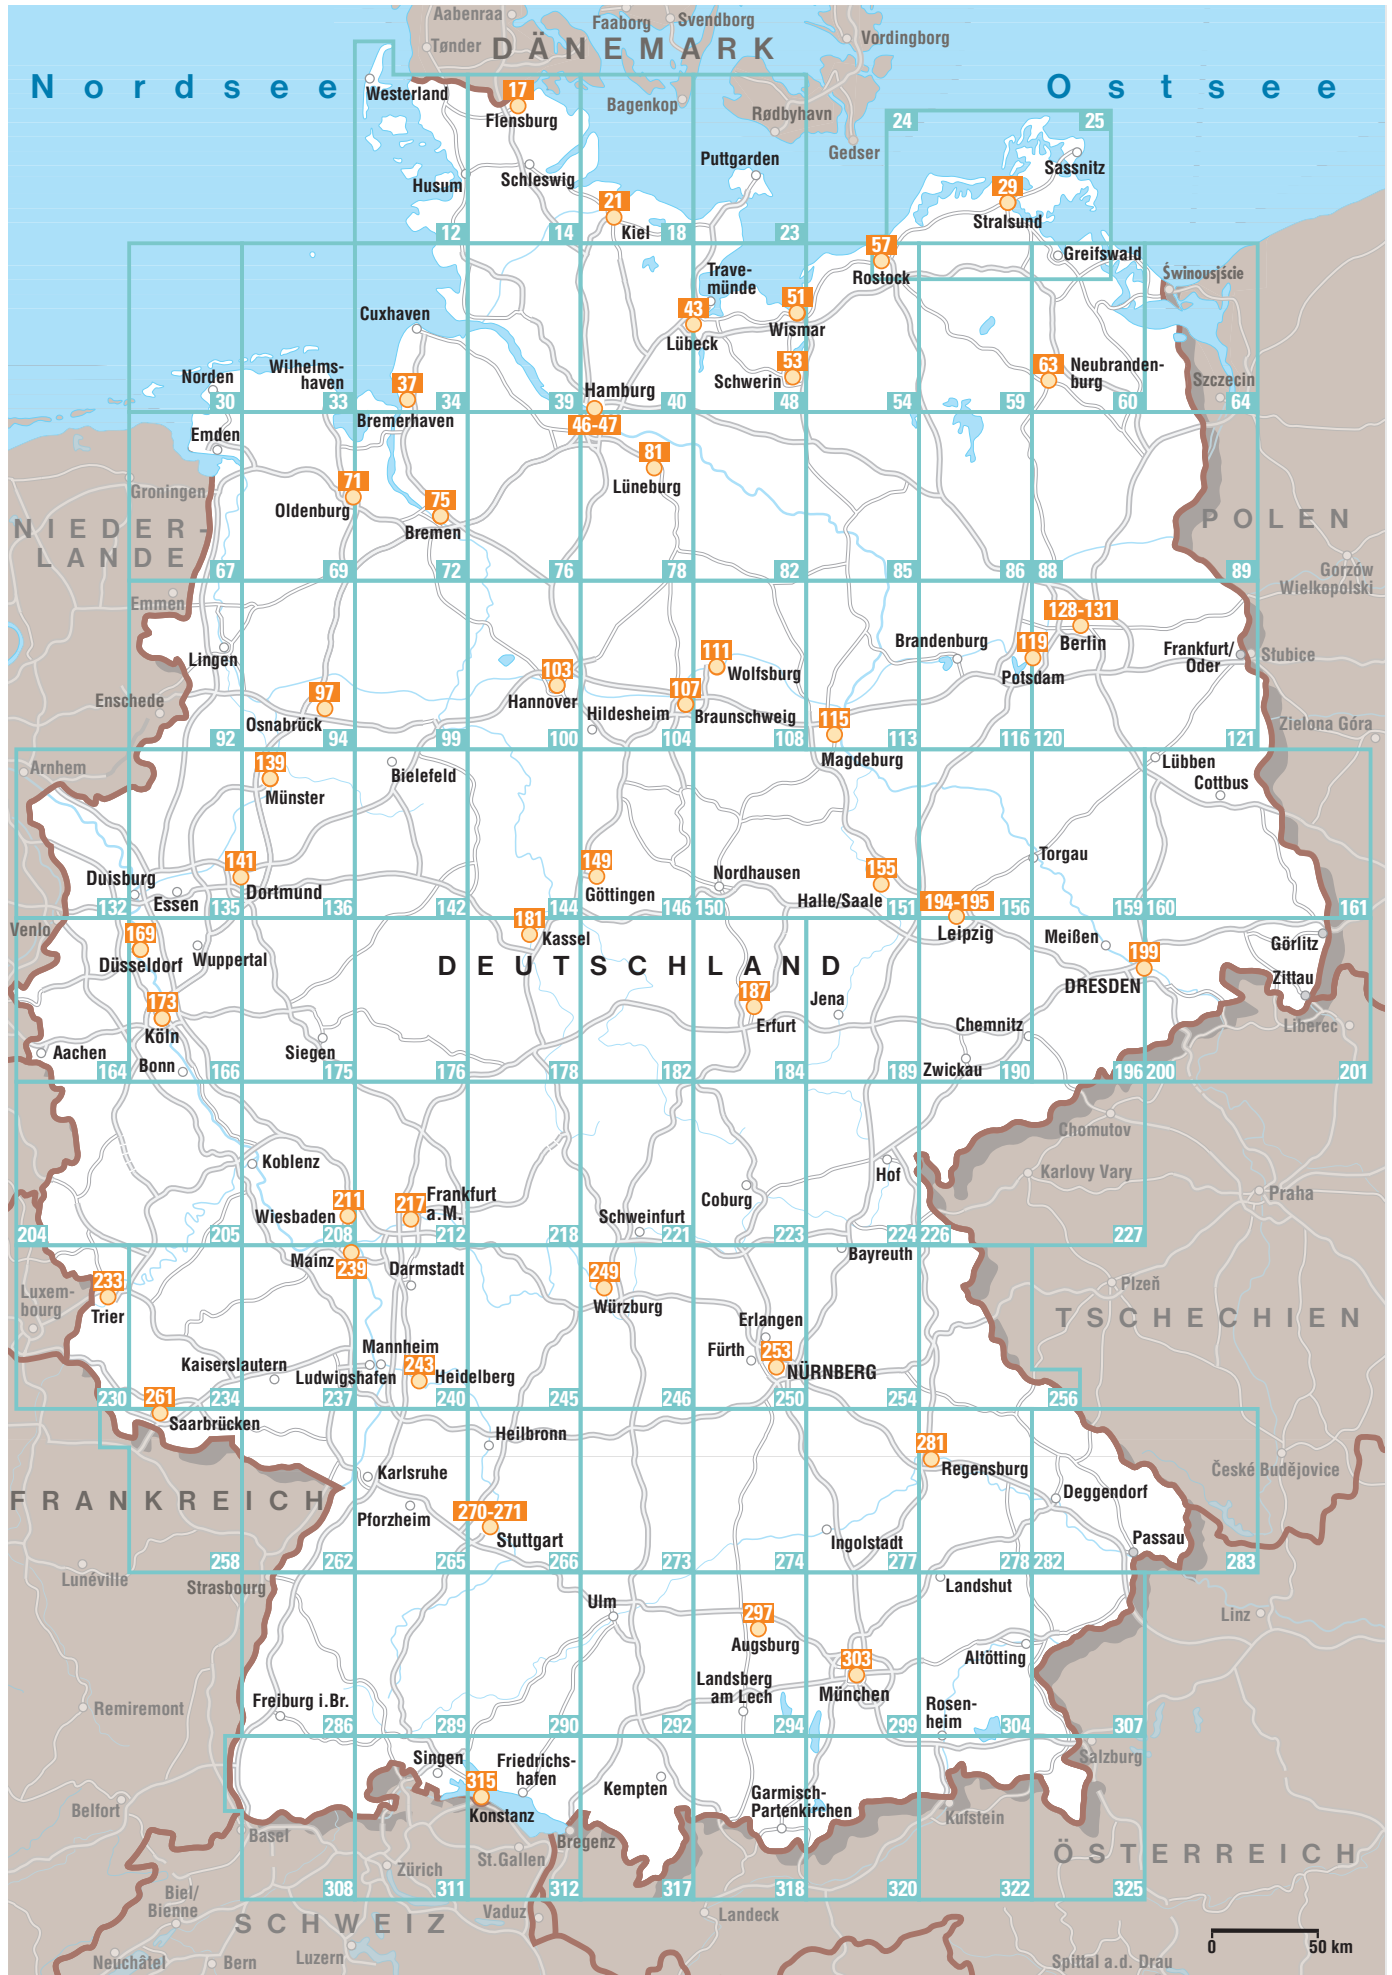 Aabenraa
Faaborg
Svendborg
Tønder
DÄNEMARK
Vordingborg
Nordsee
Ostsee
Westerland
17
Flensburg
Bagenkop
Rødbyhavn
Gedser
24
25
Sassnitz
Puttgarden
Schleswig
Husum
29
Stralsund
21
Kiel
12
14
18
23
57
Rostock
Greifswald
Świnousjście
Trave-
münde
51
Wismar
43
Lübeck
Cuxhaven
Wilhelms-
haven
Norden
53
Schwerin
63
Neubranden-
burg
Szczecin
37
Bremerhaven
Hamburg
46-47
30
33
34
39
40
48
54
59
60
64
Emden
81
Lüneburg
Groningen
71
Oldenburg
75
Bremen
NIEDER-
LANDE
POLEN
Gorzów
Wielkopolski
67
69
72
76
78
82
85
86
88
89
Emmen
128-131
Berlin
Lingen
111
Wolfsburg
Brandenburg
119
Potsdam
Frankfurt/
Oder
Słubice
Enschede
97
Osnabrück
103
Hannover
107
Braunschweig
Hildesheim
115
Magdeburg
Zielona Góra
92
94
99
100
104
108
113
116
120
121
Arnhem
139
Münster
Bielefeld
Lübben
Cottbus
141
Dortmund
Duisburg
Essen
149
Göttingen
Nordhausen
155
Halle/Saale
Torgau
194-195
Leipzig
132
135
136
142
144
146
150
151
156
159
160
161
Venlo
169
Düsseldorf
Wuppertal
181
Kassel
Meißen
199
DRESDEN
Görlitz
Zittau
DEUTSCHLAND
173
Köln
187
Erfurt
Jena
Chemnitz
Liberec
Aachen
Bonn
Siegen
Zwickau
164
166
175
176
178
182
184
189
190
196
200
201
Chomutov
Koblenz
Karlovy Vary
Hof
Praha
211
Wiesbaden
217
Frankfurt
a.M.
Coburg
Schweinfurt
204
205
208
212
218
221
223
224
226
227
Mainz
239
Darmstadt
Bayreuth
Luxem-
bourg
233
Trier
249
Würzburg
Plzeň
TSCHECHIEN
Erlangen
Fürth
253
NÜRNBERG
Kaiserslautern
Mannheim
Ludwigshafen
243
Heidelberg
230
234
237
240
245
246
250
254
256
261
Saarbrücken
Heilbronn
281
Regensburg
České Budějovice
FRANKREICH
Karlsruhe
Pforzheim
270-271
Stuttgart
Deggendorf
Ingolstadt
Passau
258
262
265
266
273
274
277
278
282
283
Lunéville
Strasbourg
Landshut
Ulm
297
Augsburg
Linz
Altötting
303
München
Landsberg
am Lech
Remiremont
Freiburg i.Br.
Rosen-
heim
286
289
290
292
294
299
304
307
Salzburg
Singen
Friedrichs-
hafen
Kempten
315
Konstanz
Garmisch-
Partenkirchen
Kufstein
Belfort
Basel
Bregenz
ÖSTERREICH
Zürich
St.Gallen
308
311
312
317
318
320
322
325
Biel/
Bienne
SCHWEIZ
Vaduz
Landeck
Neuchâtel
Bern
Luzern
Spittal a.d. Drau
0
50 km